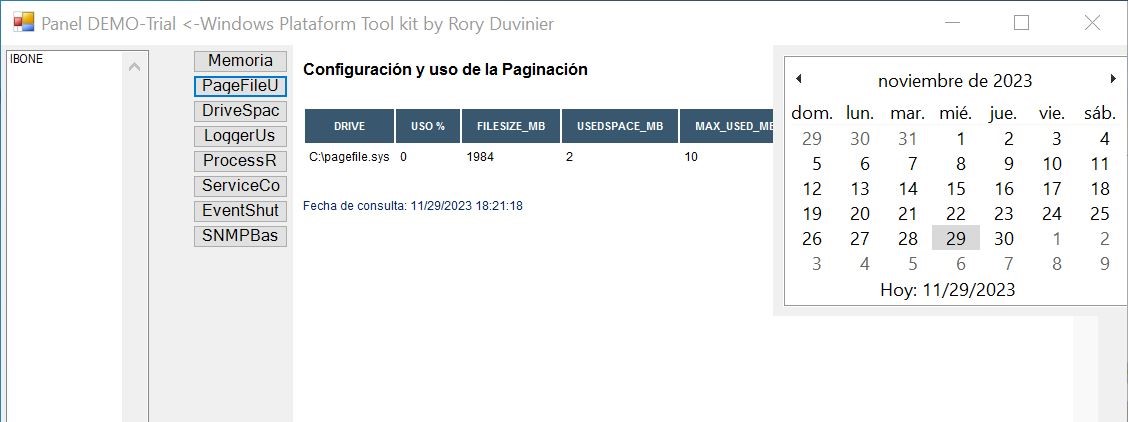 Panel DEMO-Trial <-Windows Plataform Tool kit by Rory Duvinier
IBONE
Memoria
PageFileU
DriveSpac
LoggerUs
ProcessR
ServiceCo
EventShut
SNMPBas
Configuración y uso de la Paginación
DRIVE USO % FILESIZE_MB USEDSPACE_MB MAX_USED_MB
C:\pagefile.sys 0 1984 2 10
Fecha de consulta: 11/29/2023 18:21:18
noviembre de 2023
dom. lun. mar. mié. jue. vie. sáb.
29 30 31 1 2 3 4
5 6 7 8 9 10 11
12 13 14 15 16 17 18
19 20 21 22 23 24 25
26 27 28 29 30 1 2
3 4 5 6 7 8 9
Hoy: 11/29/2023